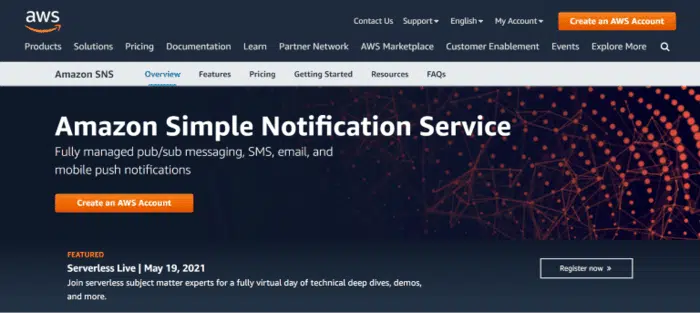 aws
Contact Us Support English My Account Create an AWS Account
Products Solutions Pricing Documentation Learn Partner Network AWS Marketplace Customer Enablement Events Explore More
Amazon SNS Overview Features Pricing Getting Started Resources FAQs
Amazon Simple Notification Service
Fully managed pub/sub messaging, SMS, email, and
mobile push notifications
Create an AWS Account
FEATURED
Serverless Live | May 19, 2021
Join serverless subject matter experts for a fully virtual day of technical deep dives, demos,
and more.
Register now »